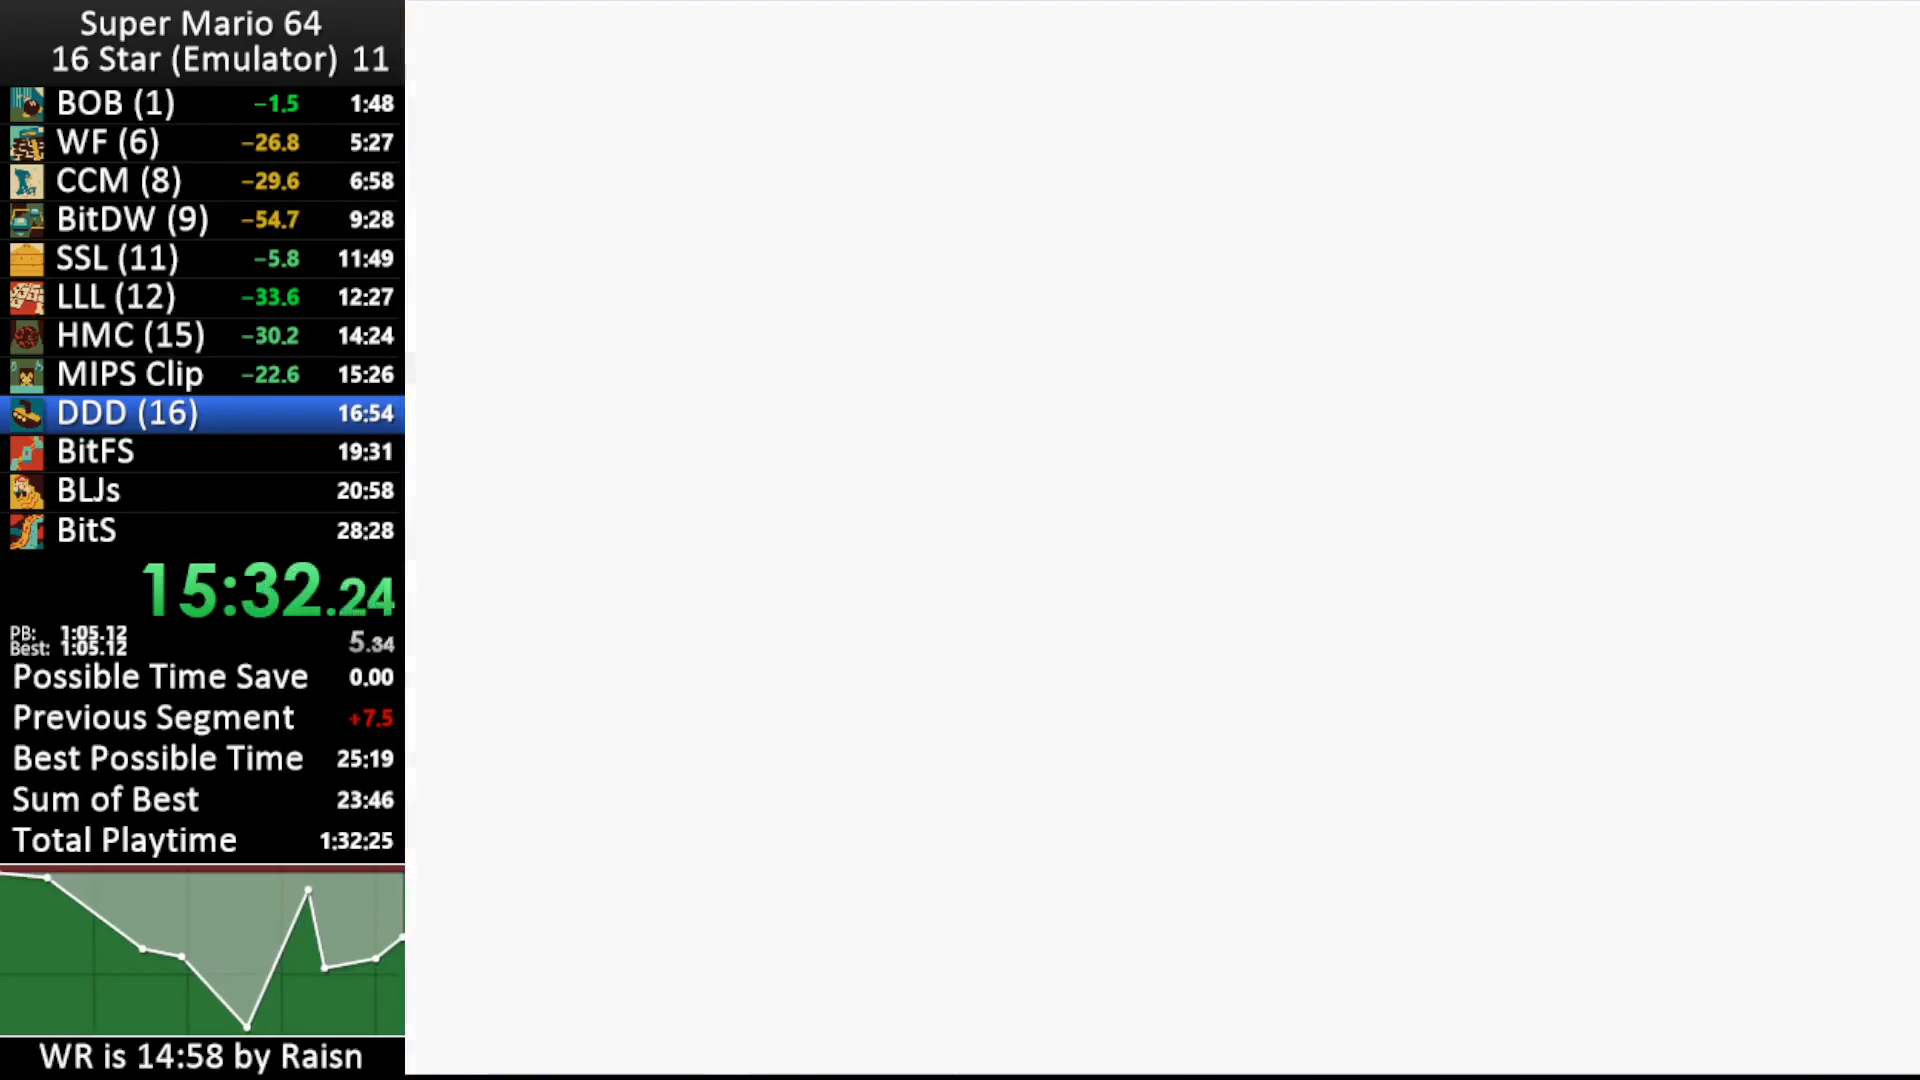 Super Mario 64
16 Star (Emulator) 11
BOB (1) −1.5 1:48
WF (6) −26.8 5:27
CCM (8) −29.6 6:58
BitDW (9) −54.7 9:28
SSL (11) −5.8 11:49
LLL (12) −33.6 12:27
HMC (15) −30.2 14:24
MIPS Clip −22.6 15:26
DDD (16) 16:54
BitFS 19:31
BLJs 20:58
BitS 28:28
15:32.24
PB: 1:05.12 5.34
Best: 1:05.12
Possible Time Save 0.00
Previous Segment +7.5
Best Possible Time 25:19
Sum of Best 23:46
Total Playtime 1:32:25
WR is 14:58 by Raisn